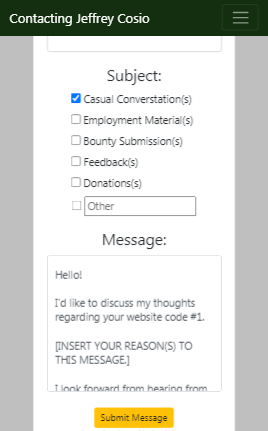 Contacting Jeffrey Cosio
Subject:
Casual Converstation(s)
Employment Material(s)
Bounty Submission(s)
Feedback(s)
Donations(s)
Other
Message:
Hello!
I'd like to discuss my thoughts
regarding your website code #1.
[INSERT YOUR REASON(S) TO
THIS MESSAGE.]
I look forward from hearing from
Submit Message